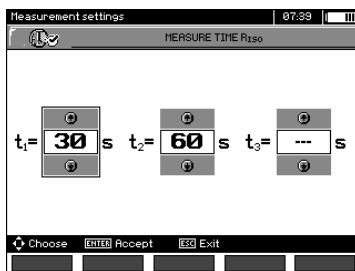 Measurement settings 07:39
MEASURE TIME RISO
t1= 30 s t2= 60 s t3= --- s
Choose ENTER Accept ESC Exit